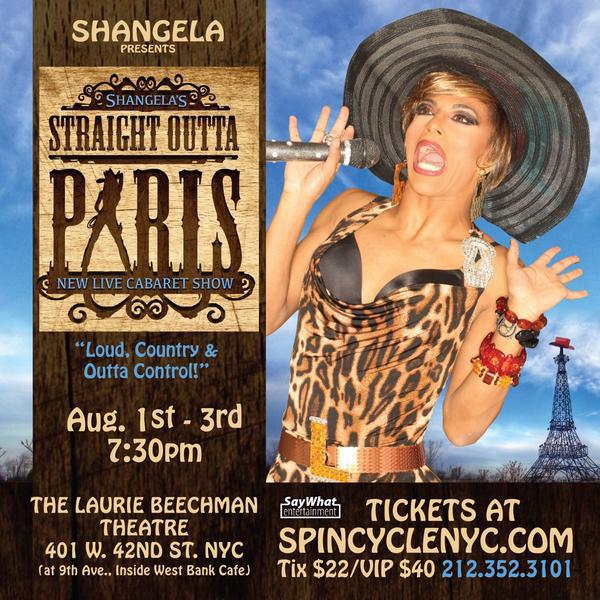 SHANGELA
PRESENTS
SHANGELA'S
STRAIGHT OUTTA
PARIS
NEW LIVE CABARET SHOW
"Loud, Country &
Outta Control!"
Aug. 1st - 3rd
7:30pm
THE LAURIE BEECHMAN
THEATRE
401 W. 42ND ST. NYC
(at 9th Ave., Inside West Bank Cafe)
SayWhat
entertainment
TICKETS AT
SPINCYCLENYC.COM
Tix $22/VIP $40 212.352.3101